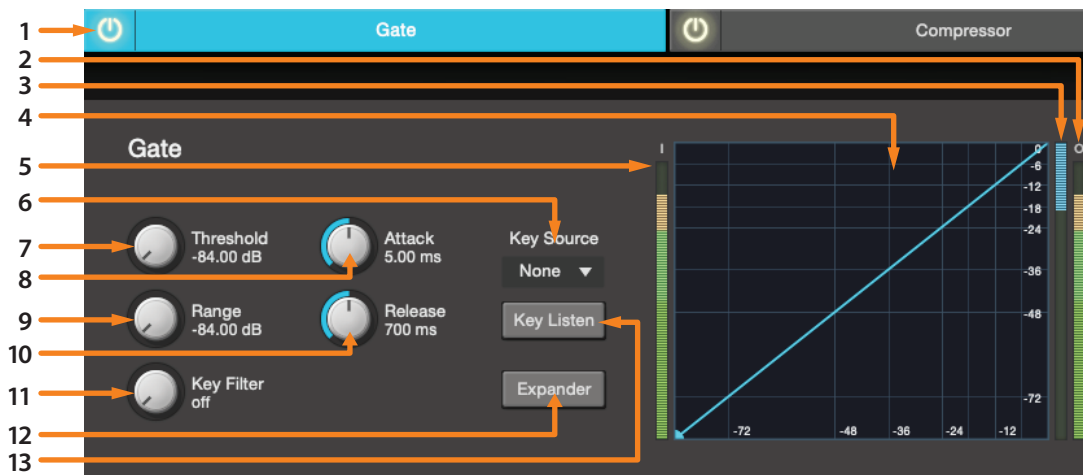 1
Gate
Compressor
2
3
4
Gate
5
I
O
0
-6
-12
-18
-24
-36
-48
-72
6
Key Source
None
7
Threshold
-84.00 dB
Attack
5.00 ms
8
9
Range
-84.00 dB
Release
700 ms
Key Listen
10
11
Key Filter
off
Expander
12
13
-72
-48
-36
-24
-12